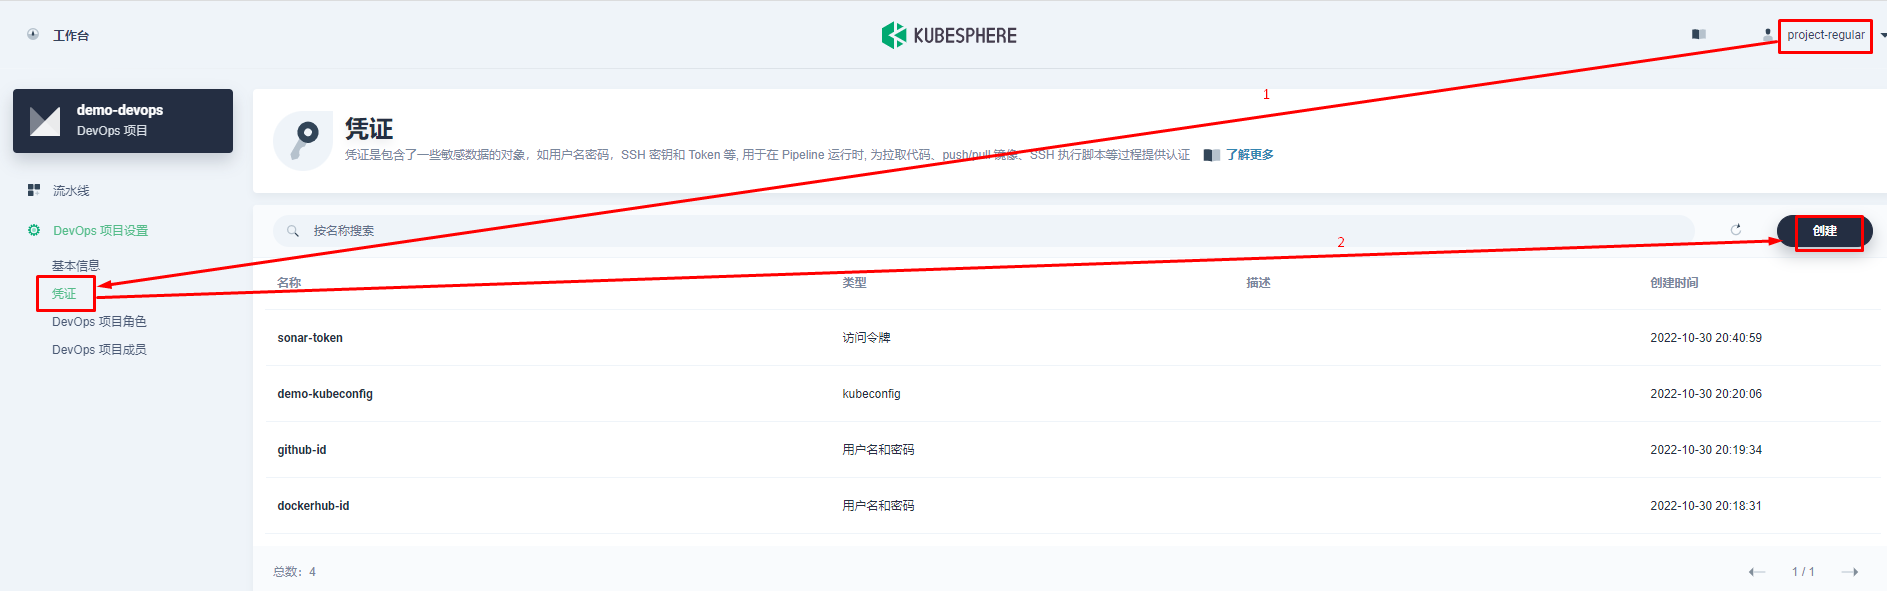 工作台
KUBESPHERE
project-regular
demo-devops
DevOps 项目
流水线
DevOps 项目设置
基本信息
凭证
DevOps 项目角色
DevOps 项目成员
1
凭证
凭证是包含了一些敏感数据的对象，如用户名密码，SSH 密钥和 Token 等, 用于在 Pipeline 运行时, 为拉取代码、push/pull 镜像、SSH 执行脚本等过程提供认证 了解更多
按名称搜索
2
创建
名称 类型 描述 创建时间
sonar-token 访问令牌 2022-10-30 20:40:59
demo-kubeconfig kubeconfig 2022-10-30 20:20:06
github-id 用户名和密码 2022-10-30 20:19:34
dockerhub-id 用户名和密码 2022-10-30 20:18:31
总数：4
1 / 1